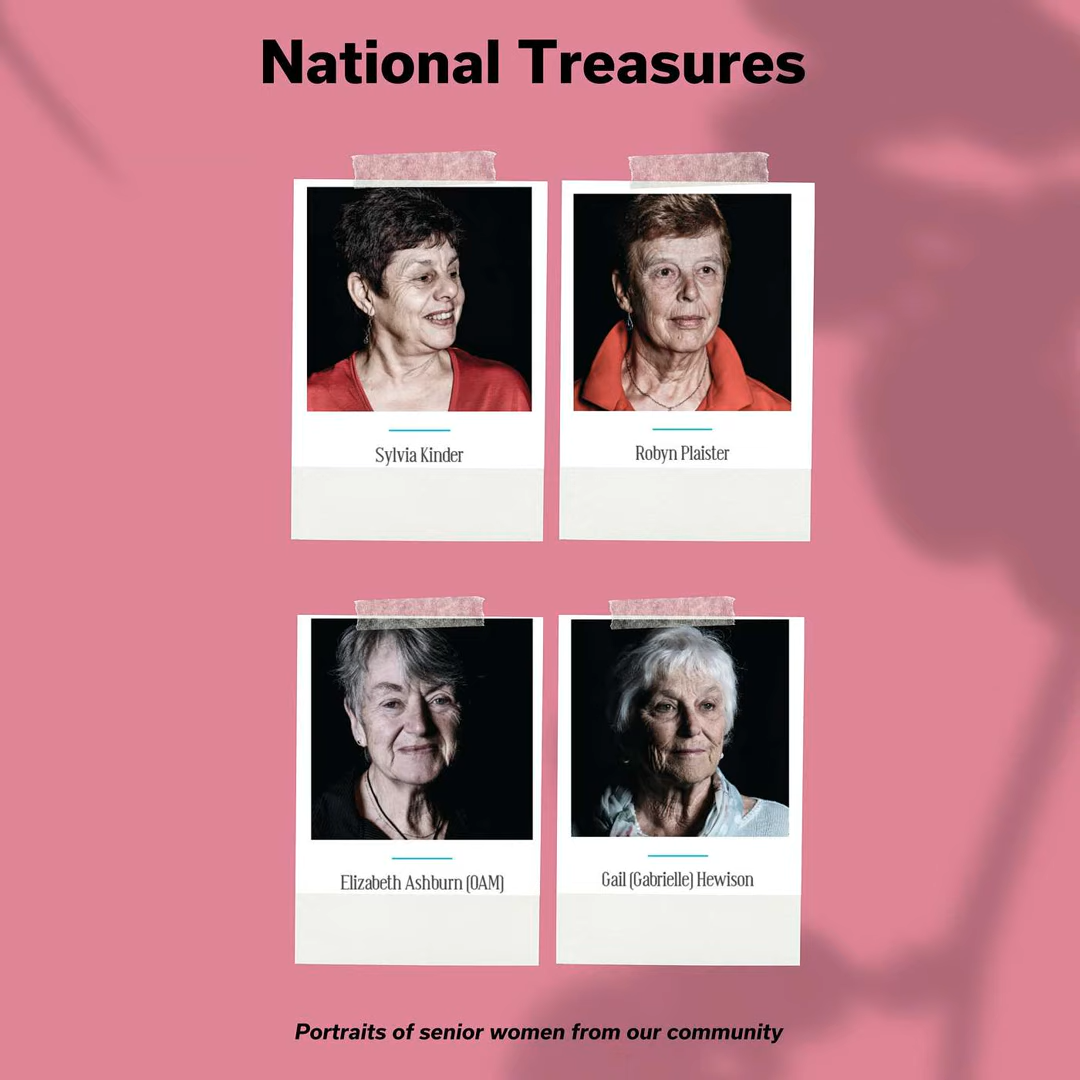 National Treasures
Sylvia Kinder
Robyn Plaister
Elizabeth Ashburn (OAM)
Gail (Gabrielle) Hewison
Portraits of senior women from our community